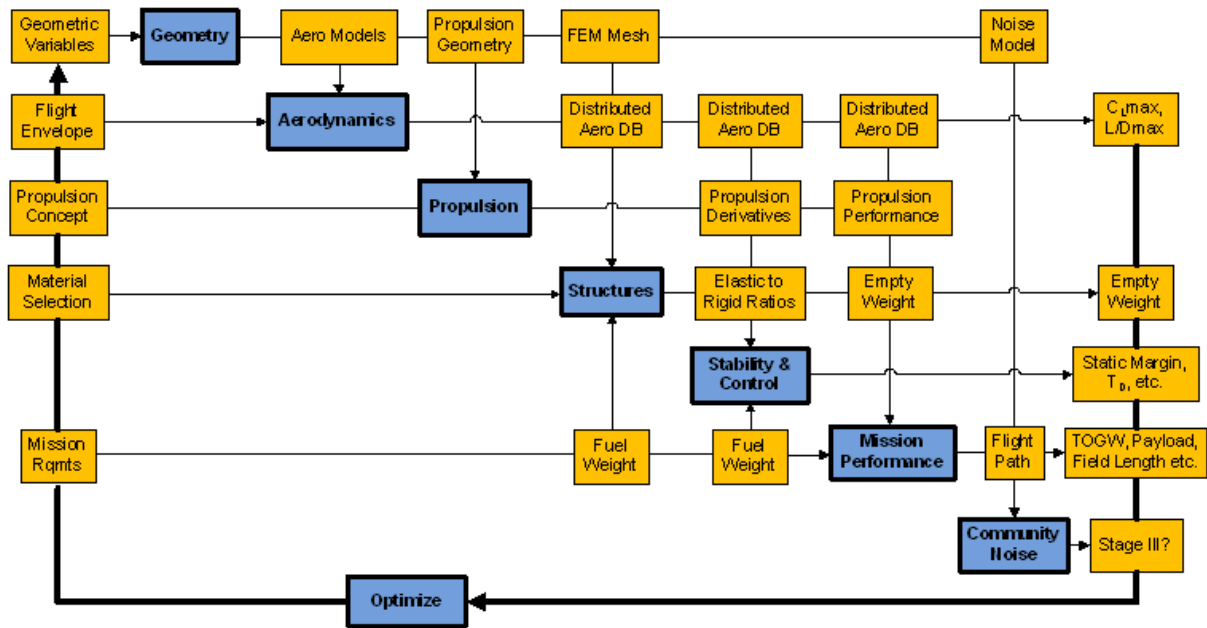 Geometric
Variables
Geometry
Aero Models
Propulsion
Geometry
FEM Mesh
Noise
Model
Flight
Envelope
Aerodynamics
Distributed
Aero DB
Distributed
Aero DB
Distributed
Aero DB
CLmax,
L/Dmax
Propulsion
Concept
Propulsion
Propulsion
Derivatives
Propulsion
Performance
Material
Selection
Structures
Elastic to
Rigid Ratios
Empty
Weight
Empty
Weight
Stability &
Control
Static Margin,
TD, etc.
Mission
Rqmts
Fuel
Weight
Fuel
Weight
Mission
Performance
Flight
Path
TOGW, Payload,
Field Length etc.
Community
Noise
Stage III?
Optimize